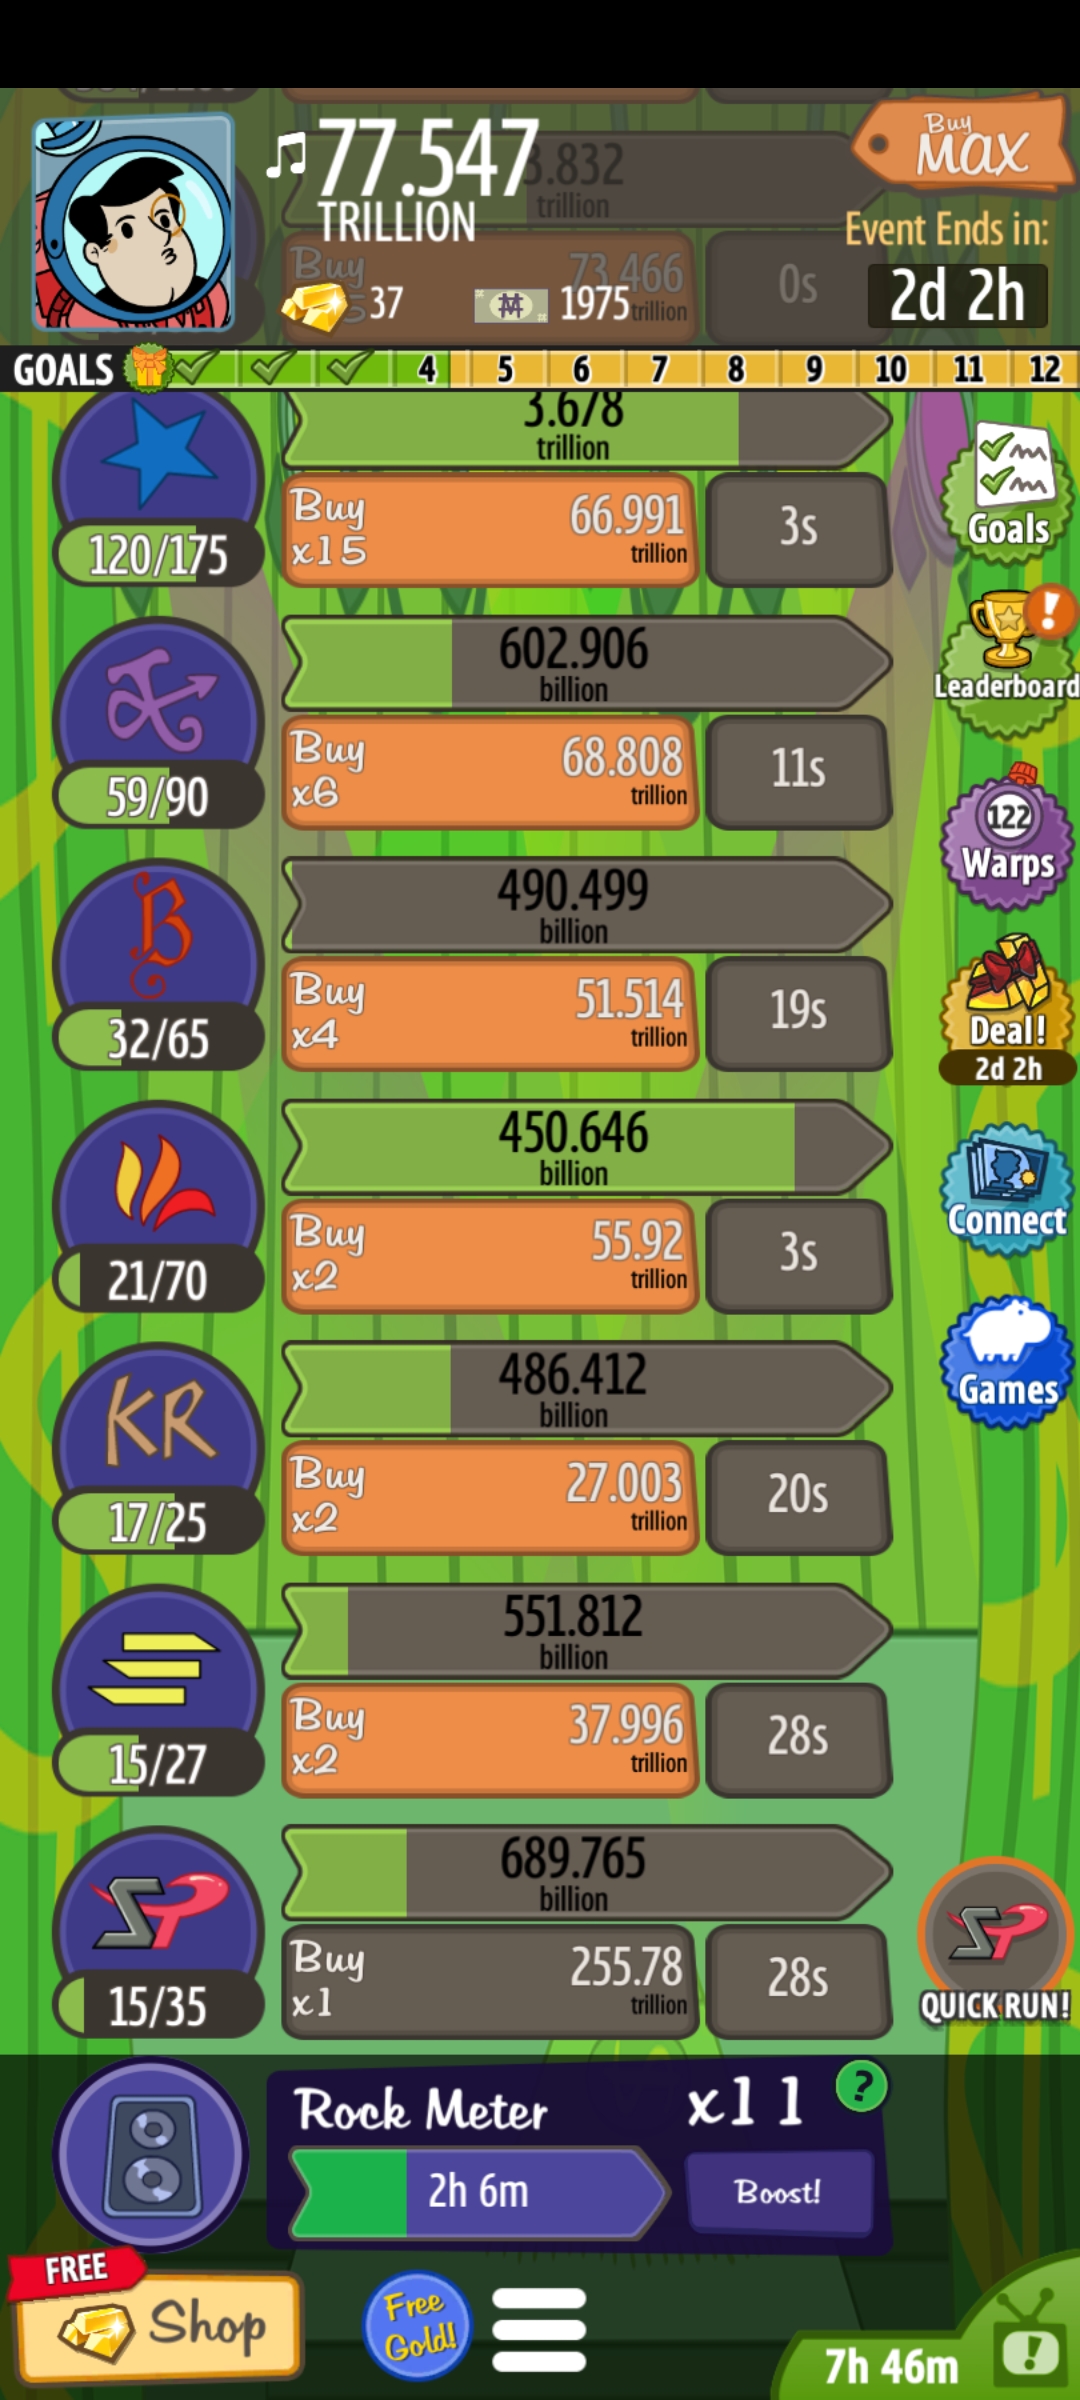 ♫77.547
TRILLION
3.832
trillion
Buy
MAX
Event Ends in:
2d 2h
Buy
73.466
trillion
0s
37
1975
GOALS
4 5 6 7 8 9 10 11 12
3.678
trillion
120/175
Buy
x15
66.991
trillion
3s
Goals
602.906
billion
59/90
Buy
x6
68.808
trillion
11s
!
Leaderboard
490.499
billion
B
32/65
Buy
x4
51.514
trillion
19s
122
Warps
Deal!
2d 2h
450.646
billion
21/70
Buy
x2
55.92
trillion
3s
Connect
486.412
billion
KR
17/25
Buy
x2
27.003
trillion
20s
Games
551.812
billion
15/27
Buy
x2
37.996
trillion
28s
689.765
billion
SP
15/35
Buy
x1
255.78
trillion
28s
SP
QUICK RUN!
Rock Meter
x11
?
2h 6m
Boost!
FREE
Shop
Free
Gold!
7h 46m
!